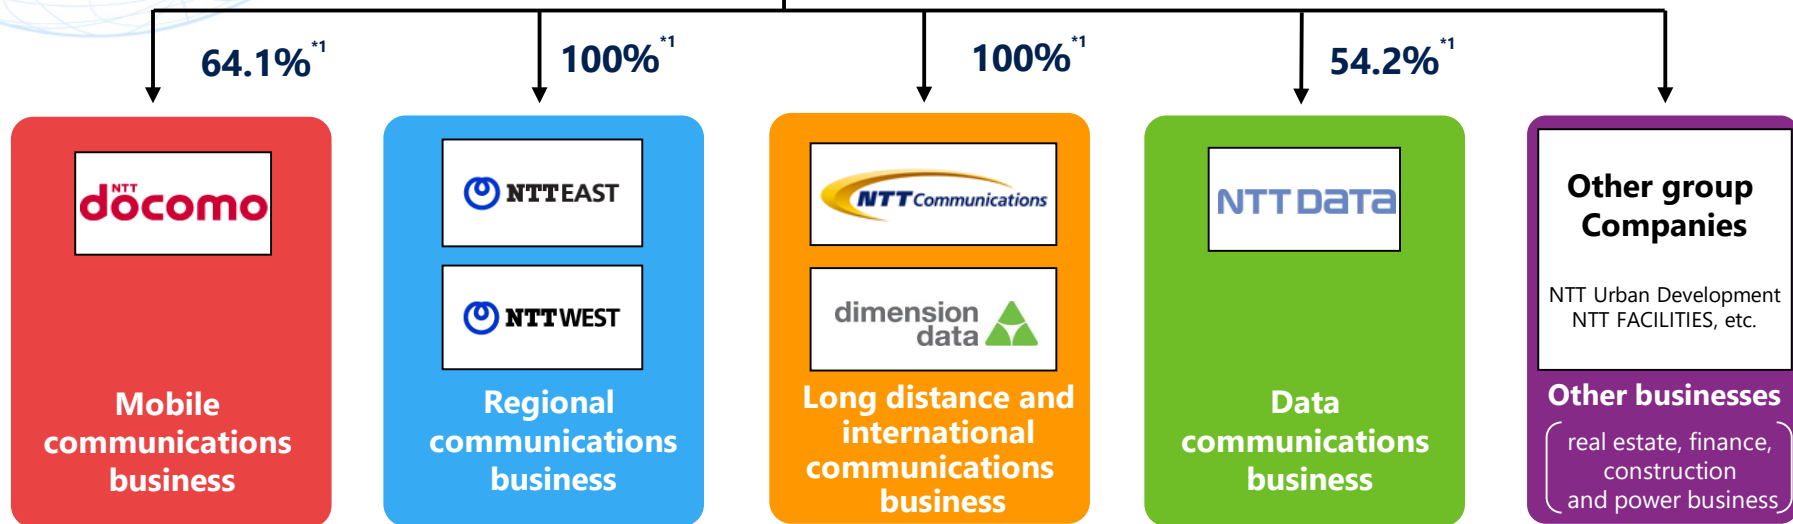 64.1%*1
100%*1
100%*1
54.2%*1
NTT
döcomo
NTT EAST
NTT WEST
NTT Communications
dimension
data
NTT DATA
Other group
Companies
NTT Urban Development
NTT FACILITIES, etc.
Mobile
communications
business
Regional
communications
business
Long distance and
international
communications
business
Data
communications
business
Other businesses
real estate, finance,
construction
and power business